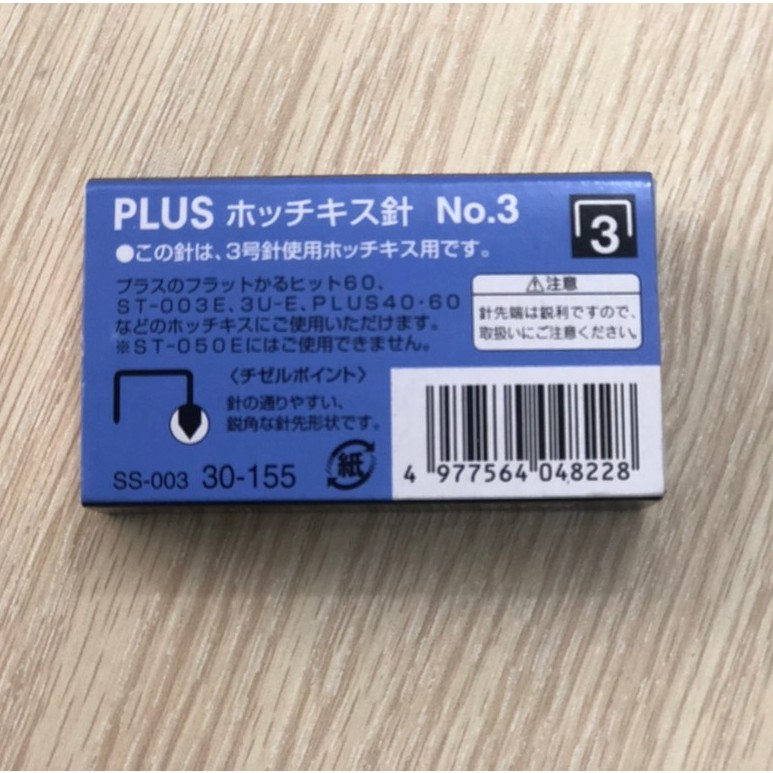 PLUS ホッチキス針 No.3
3
●この針は、3号針使用ホッチキス用です。
プラスのフラットかるヒット60、
ST-003E、3U-E、PLUS40・60
などのホッチキスにご使用いただけます。
※ST-050Eにはご使用できません。
⚠注意
針先端は鋭利ですので、
取扱いにご注意ください。
〈チゼルポイント〉
針の通りやすい、
鋭角な針先形状です。
SS-003 30-155
紙
4 977564 048228